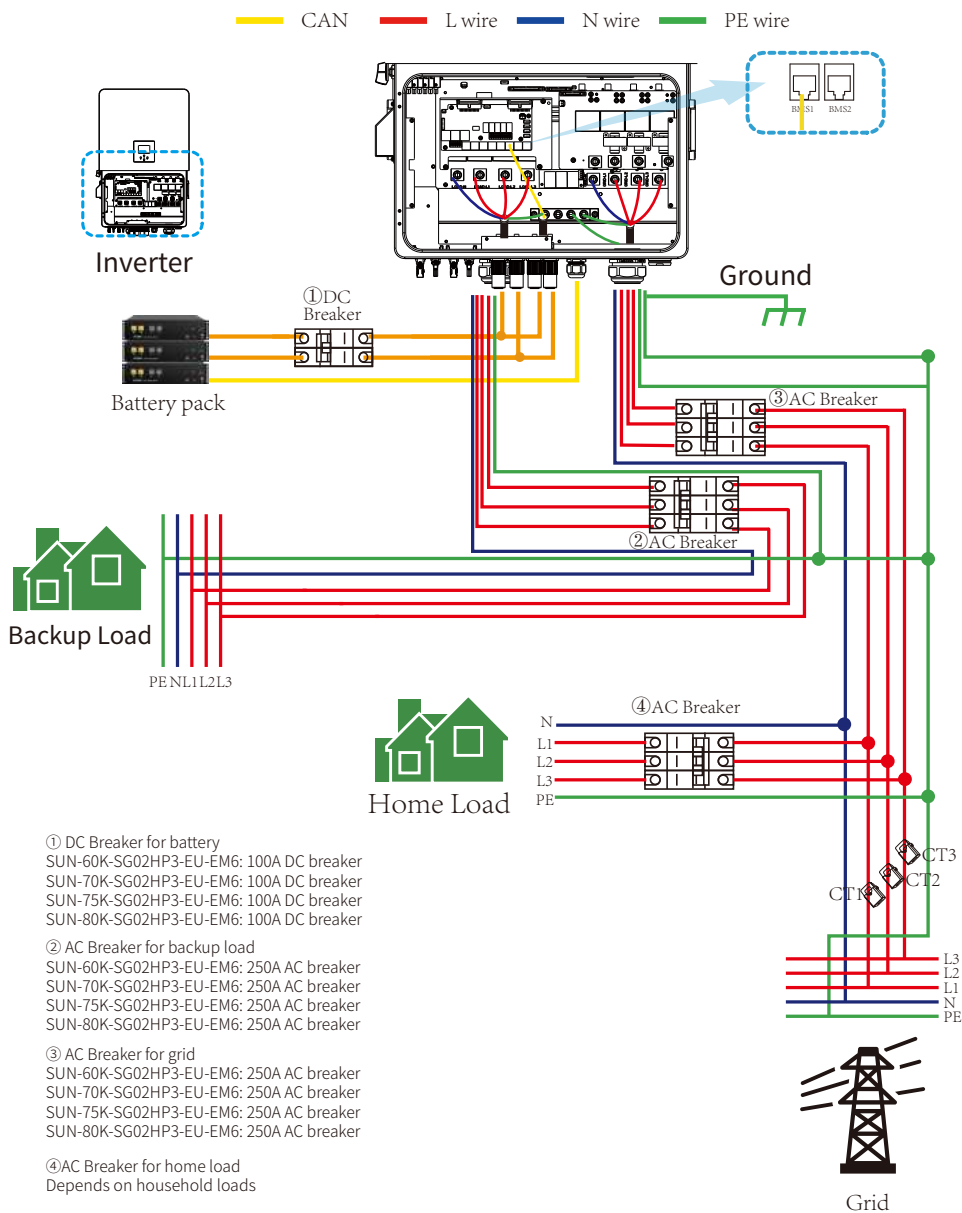 CAN L wire N wire PE wire
BMS1 BMS2
Inverter
Ground
①DC
Breaker
Battery pack
③AC Breaker
②AC Breaker
Backup Load
PE N L1 L2 L3
④AC Breaker
N
L1
L2
L3
PE
Home Load
① DC Breaker for battery
SUN-60K-SG02HP3-EU-EM6: 100A DC breaker
SUN-70K-SG02HP3-EU-EM6: 100A DC breaker
SUN-75K-SG02HP3-EU-EM6: 100A DC breaker
SUN-80K-SG02HP3-EU-EM6: 100A DC breaker
② AC Breaker for backup load
SUN-60K-SG02HP3-EU-EM6: 250A AC breaker
SUN-70K-SG02HP3-EU-EM6: 250A AC breaker
SUN-75K-SG02HP3-EU-EM6: 250A AC breaker
SUN-80K-SG02HP3-EU-EM6: 250A AC breaker
③ AC Breaker for grid
SUN-60K-SG02HP3-EU-EM6: 250A AC breaker
SUN-70K-SG02HP3-EU-EM6: 250A AC breaker
SUN-75K-SG02HP3-EU-EM6: 250A AC breaker
SUN-80K-SG02HP3-EU-EM6: 250A AC breaker
④AC Breaker for home load
Depends on household loads
CT3
CT2
CT1
L3
L2
L1
N
PE
Grid